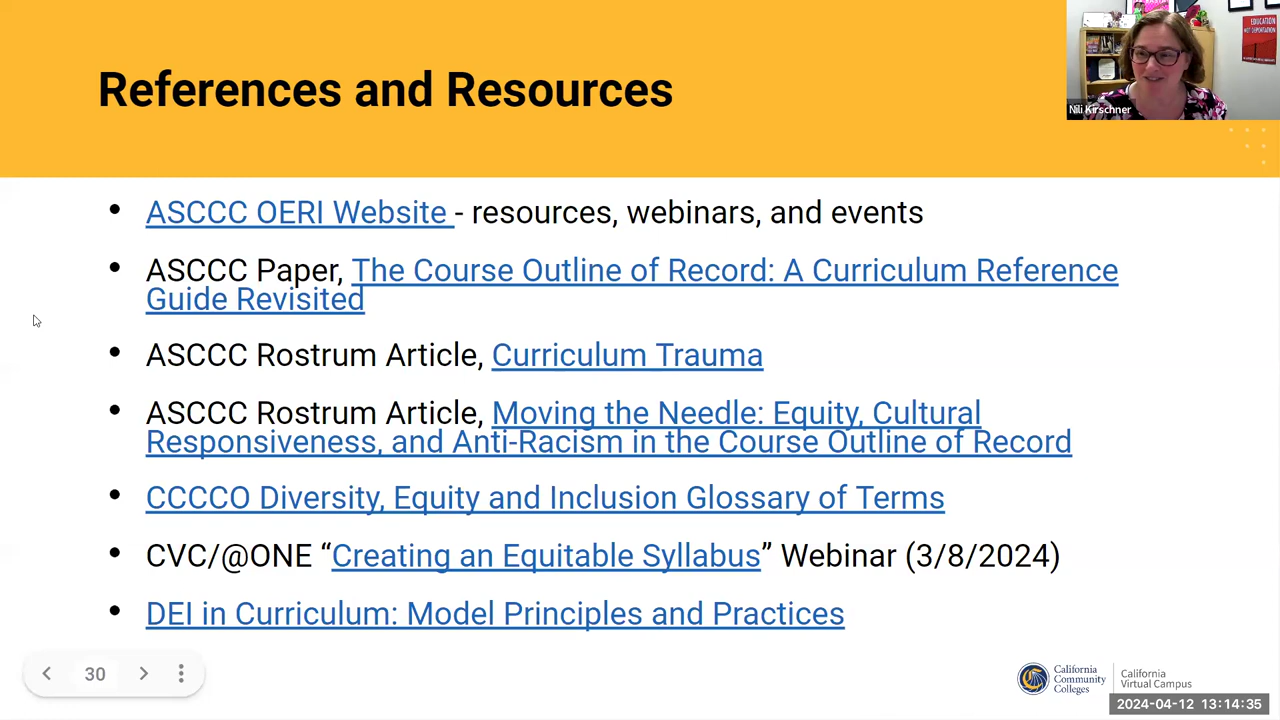 References and Resources
EDUCATION
NOT DEPORTATION
Nili Kirschner
• ASCCC OERI Website - resources, webinars, and events
• ASCCC Paper, The Course Outline of Record: A Curriculum Reference
Guide Revisited
• ASCCC Rostrum Article, Curriculum Trauma
• ASCCC Rostrum Article, Moving the Needle: Equity, Cultural
Responsiveness, and Anti-Racism in the Course Outline of Record
• CCCCO Diversity, Equity and Inclusion Glossary of Terms
• CVC/@ONE “Creating an Equitable Syllabus” Webinar (3/8/2024)
• DEI in Curriculum: Model Principles and Practices
30
California
Community
Colleges
California
Virtual Campus
2024-04-12 13:14:35